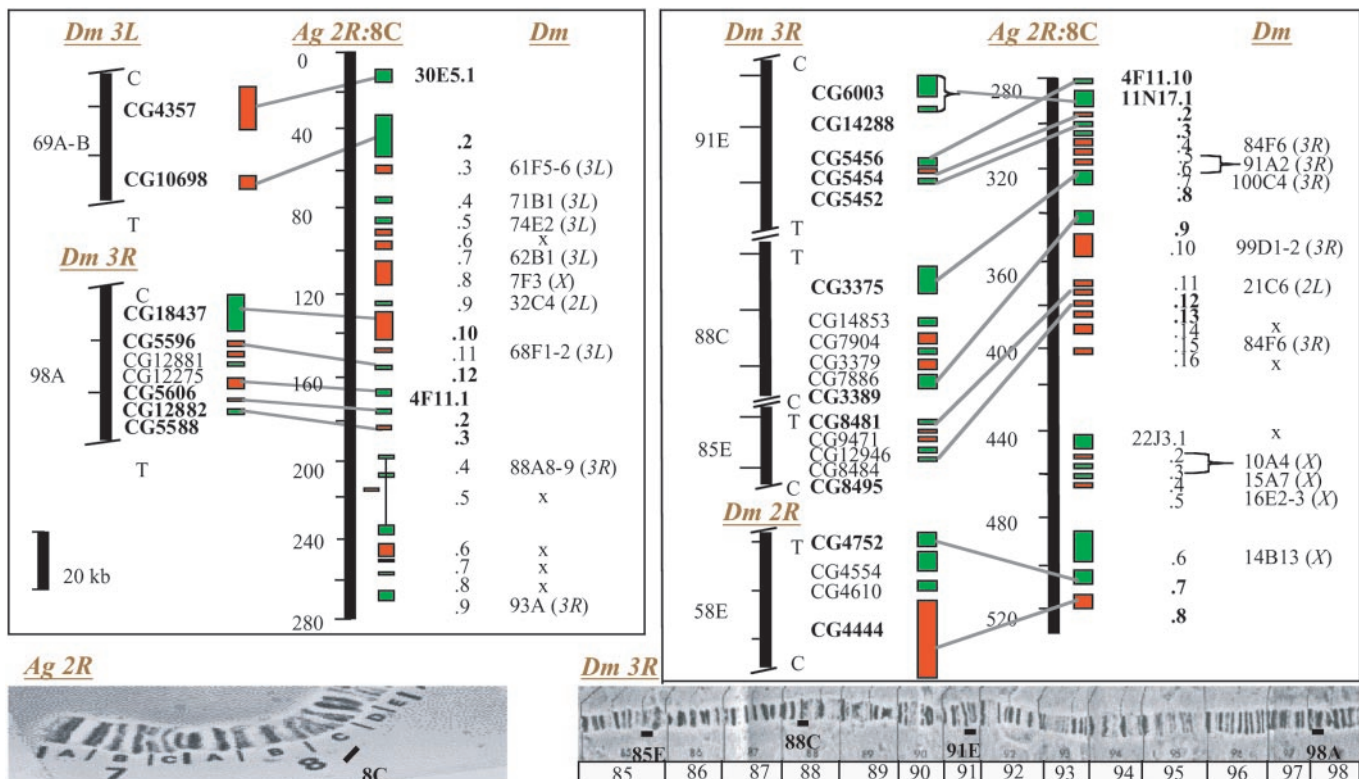 Dm 3L
Ag 2R:8C
Dm
C
0
30E5.1
CG4357
69A-B
40
.2
CG10698
.3 61F5-6 (3L)
T
80
.4 71B1 (3L)
.5 74E2 (3L)
.6 x
Dm 3R
.7 62B1 (3L)
.8 7F3 (X)
C
120
.9 32C4 (2L)
CG18437
.10
CG5596
.11 68F1-2 (3L)
CG12881
98A
CG12275
.12
160
CG5606
4F11.1
CG12882
.2
CG5588
.3
T
200
.4 88A8-9 (3R)
.5 x
240
.6 x
20 kb
.7 x
.8 x
280
.9 93A (3R)
Dm 3R
Ag 2R:8C
Dm
C
4F11.10
CG6003
280
11N17.1
.2
CG14288
.3
91E
.4 84F6 (3R)
CG5456
.5
91A2 (3R)
CG5454
.6
320
.7 100C4 (3R)
CG5452
.8
T
.9
T
.10 99D1-2 (3R)
360
CG3375
.11 21C6 (2L)
.12
CG14853
.13
88C
CG7904
.14 x
CG3379
400
.15 84F6 (3R)
CG7886
.16 x
C
CG3389
T
CG8481
440
22J3.1 x
CG9471
.2
85E
CG12946
10A4 (X)
.3
CG8484
15A7 (X)
.4
C
CG8495
.5 16E2-3 (X)
Dm 2R
480
T
CG4752
.6 14B13 (X)
CG4554
CG4610
.7
58E
.8
CG4444
520
C
Ag 2R
A B C A B C D E
7 8
8C
Dm 3R
85E
88C
91E
98A
85 86 87 88 89 90 91 92 93 94 95 96 97 98